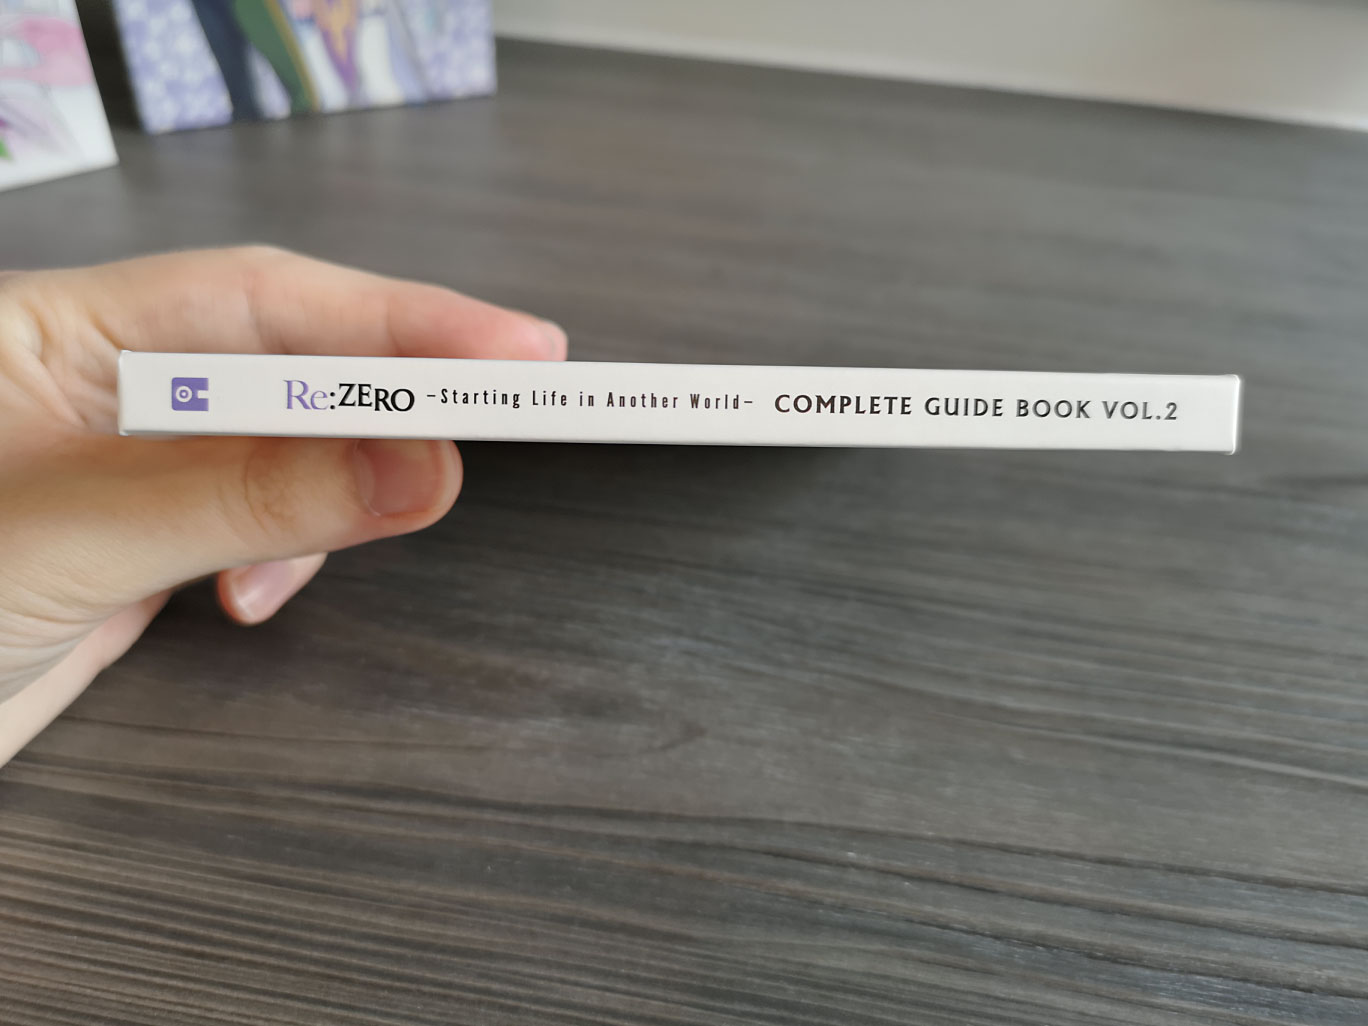 Re:ZERO -Starting Life in Another World- COMPLETE GUIDE BOOK VOL.2